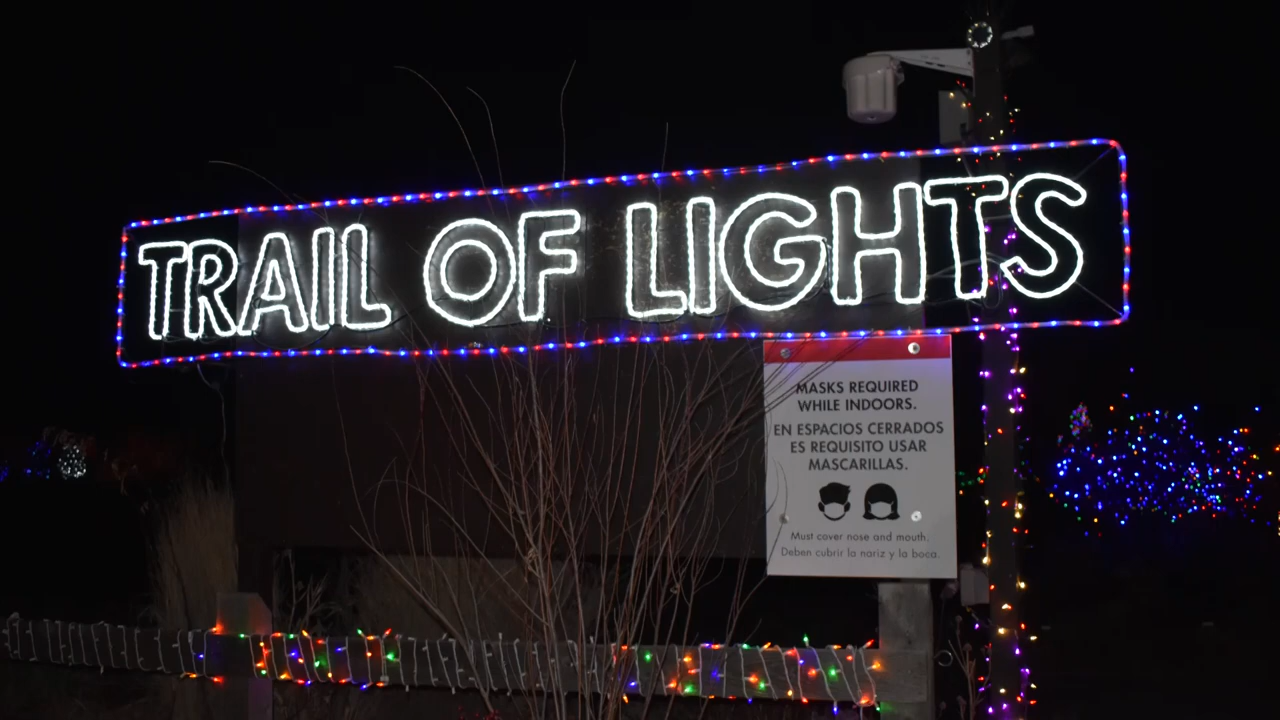 TRAIL OF LIGHTS
MASKS REQUIRED
WHILE INDOORS.
EN ESPACIOS CERRADOS
ES REQUISITO USAR
MASCARILLAS.
Must cover nose and mouth.
Deben cubrir la nariz y la boca.